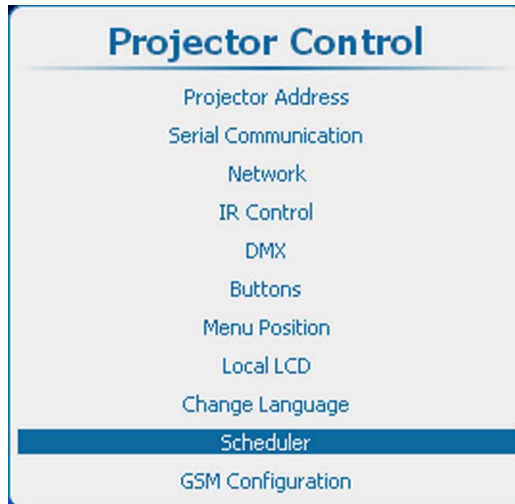 Projector Control
Projector Address
Serial Communication
Network
IR Control
DMX
Buttons
Menu Position
Local LCD
Change Language
Scheduler
GSM Configuration